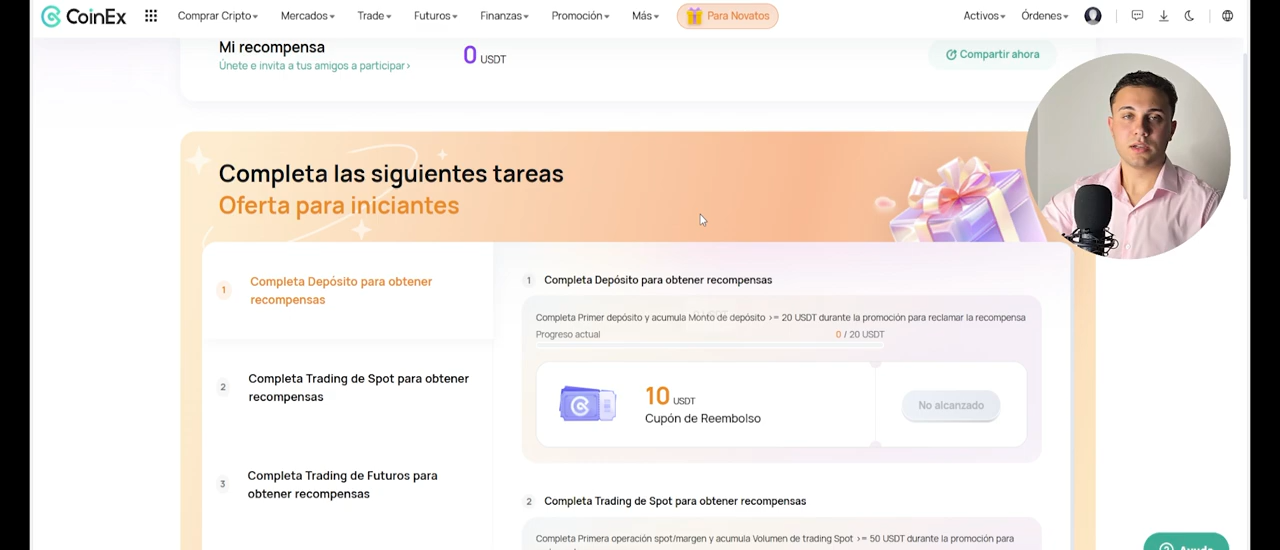 CoinEx
Comprar Cripto
Mercados
Trade
Futuros
Finanzas
Promoción
Más
Para Novatos
Activos
Órdenes
Mi recompensa
Únete e invita a tus amigos a participar>
0 USDT
Compartir ahora
Completa las siguientes tareas
Oferta para iniciantes
1
Completa Depósito para obtener
recompensas
2
Completa Trading de Spot para obtener
recompensas
3
Completa Trading de Futuros para
obtener recompensas
1 Completa Depósito para obtener recompensas
Completa Primer depósito y acumula Monto de depósito >= 20 USDT durante la promoción para reclamar la recompensa
Progreso actual
0 / 20 USDT
10 USDT
Cupón de Reembolso
No alcanzado
2 Completa Trading de Spot para obtener recompensas
Completa Primera operación spot/margen y acumula Volumen de trading Spot >= 50 USDT durante la promoción para
Ayuda